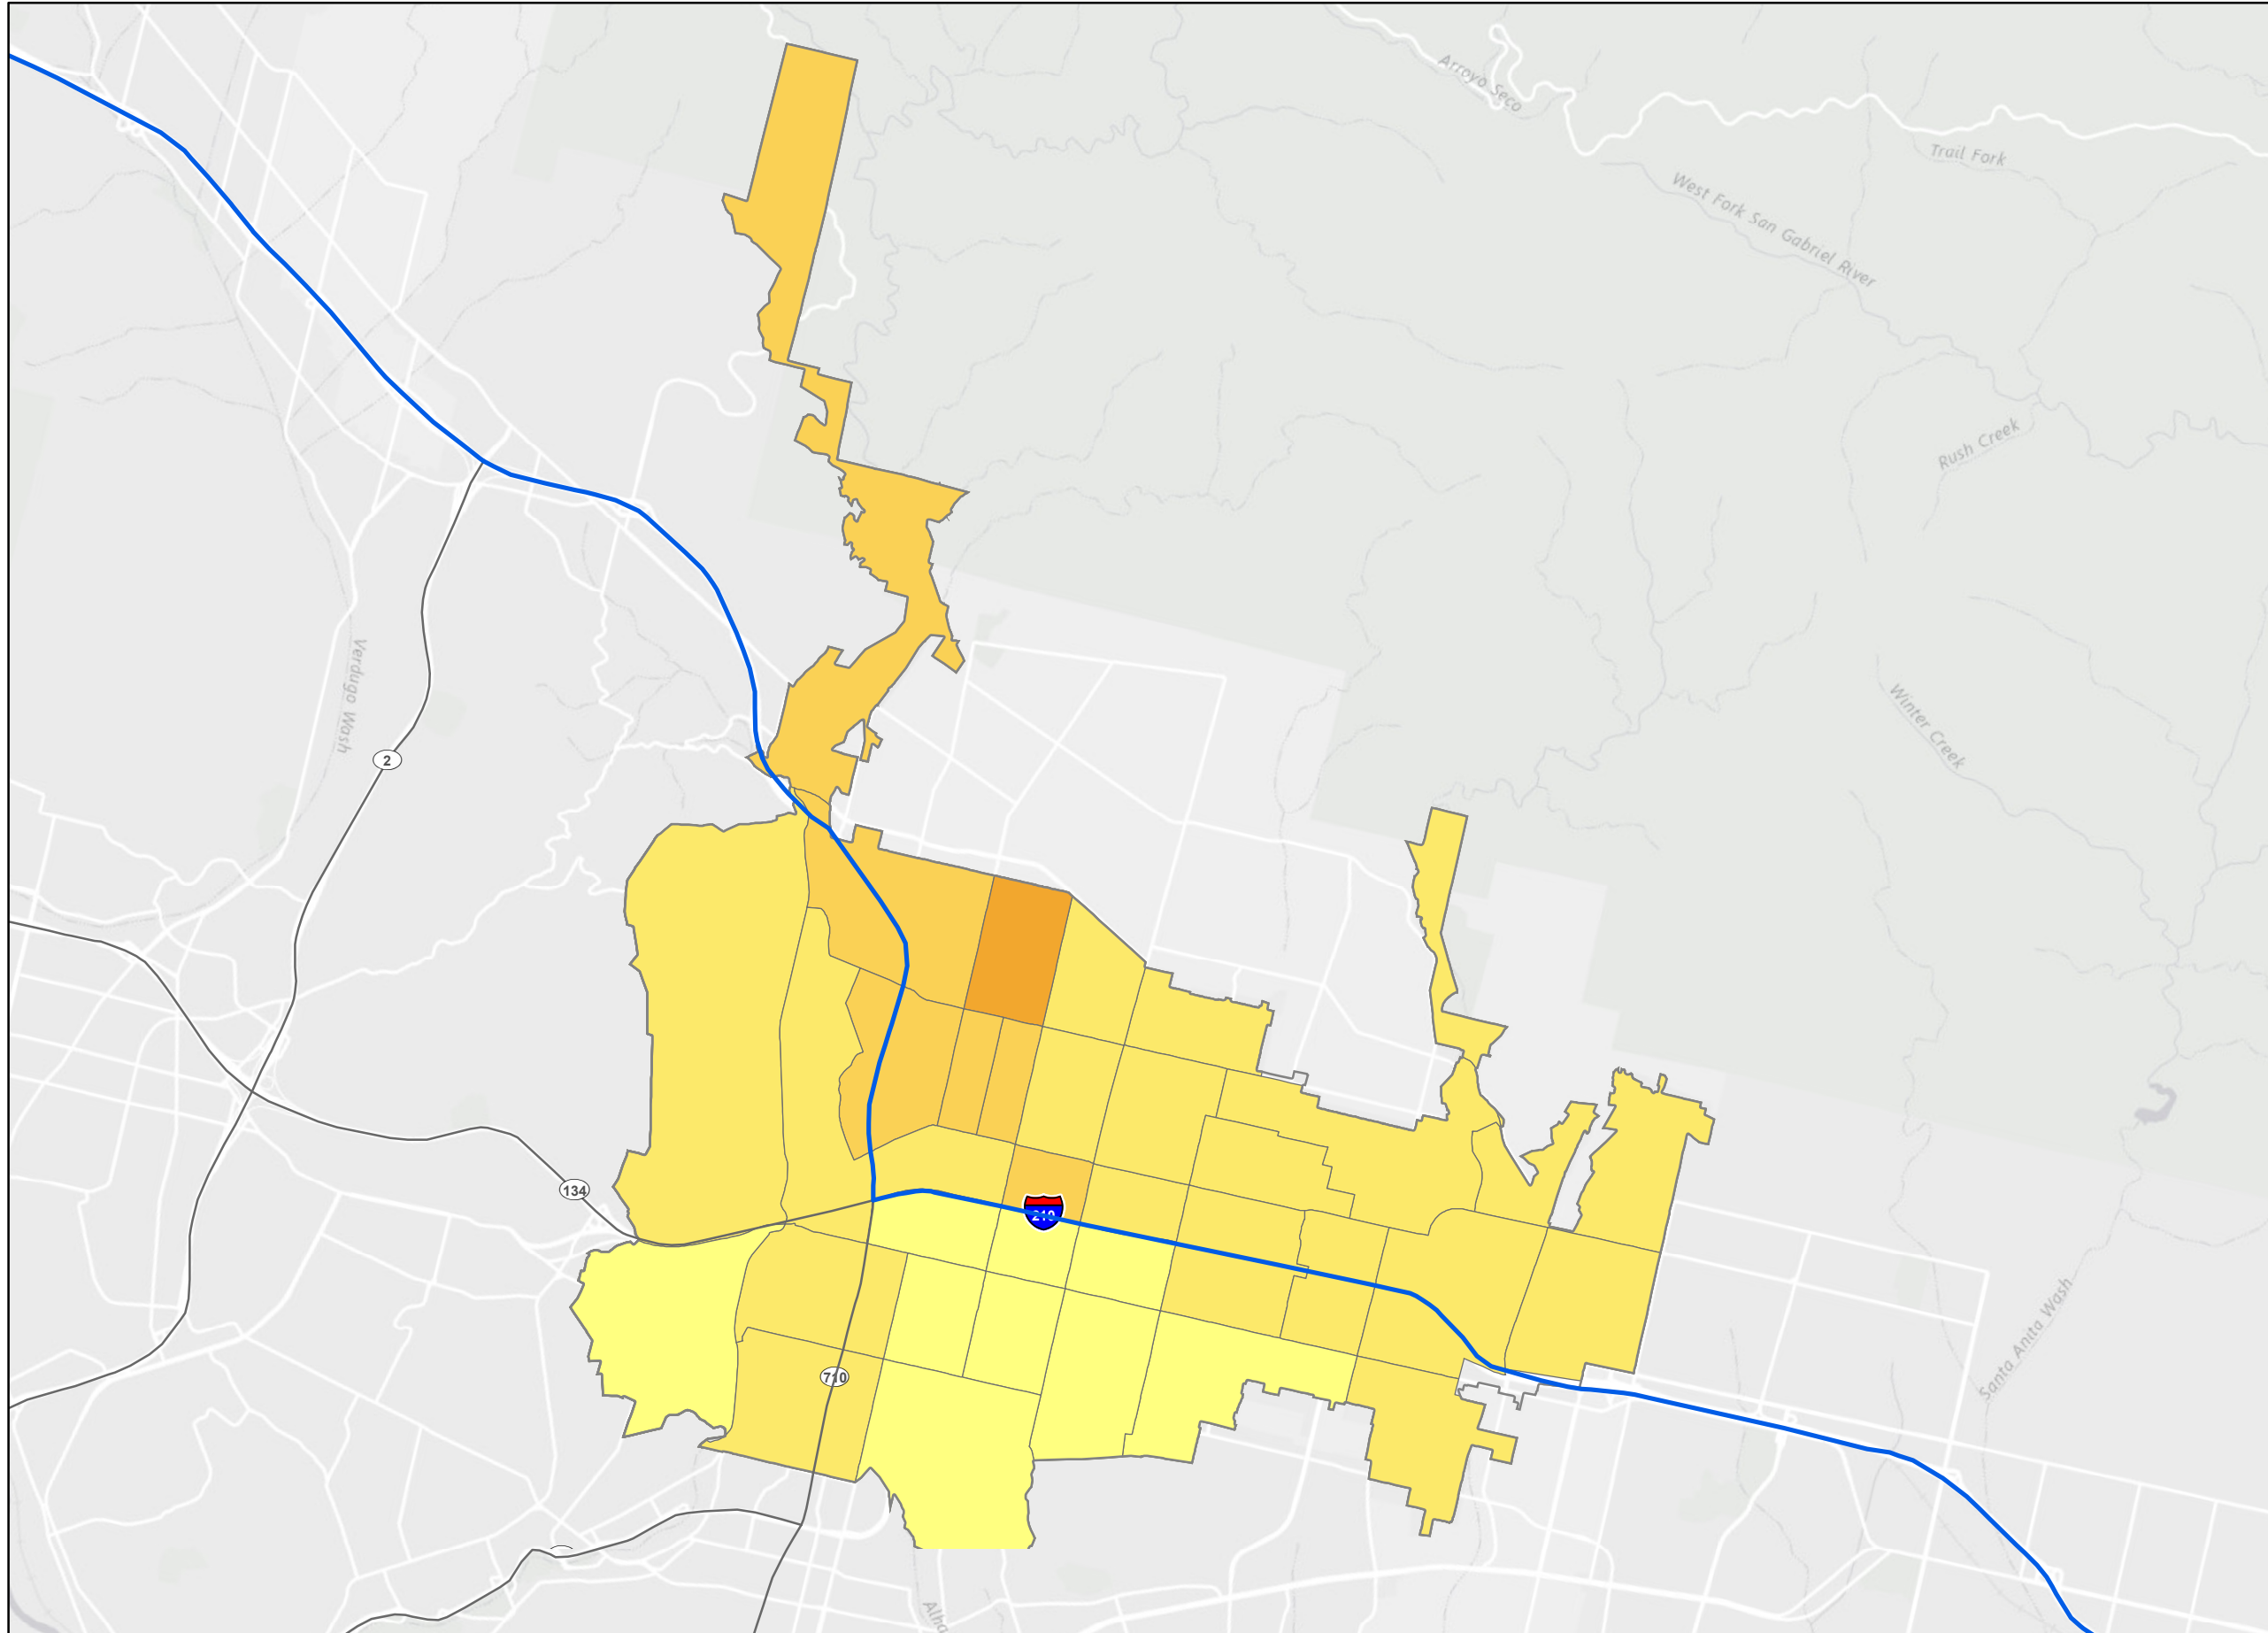 Arroyo Seco
Trail Fork
West Fork San Gabriel River
Rush Creek
Verdugo Wash
Winter Creek
2
134
210
Santa Anita Wash
710
Alha